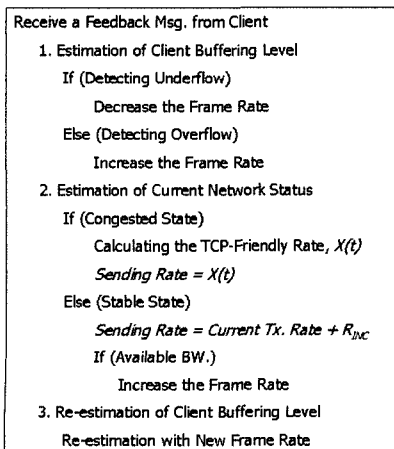 Receive a Feedback Msg. from Client
1. Estimation of Client Buffering Level
If (Detecting Underflow)
Decrease the Frame Rate
Else (Detecting Overflow)
Increase the Frame Rate
2. Estimation of Current Network Status
If (Congested State)
Calculating the TCP-Friendly Rate, X(t)
Sending Rate = X(t)
Else (Stable State)
Sending Rate = Current Tx. Rate + R_INC
If (Available BW.)
Increase the Frame Rate
3. Re-estimation of Client Buffering Level
Re-estimation with New Frame Rate